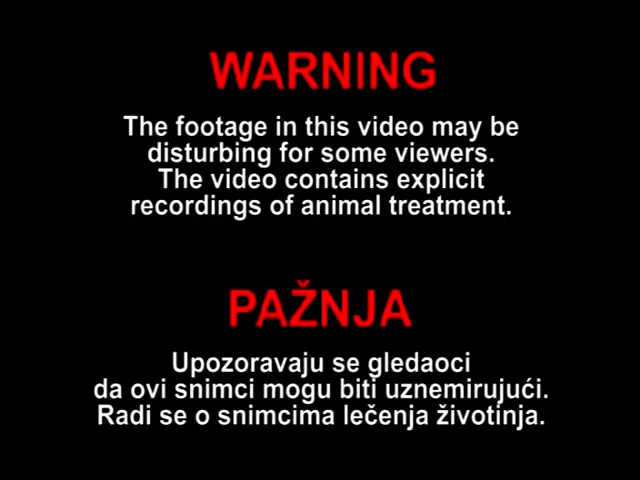 WARNING
The footage in this video may be
disturbing for some viewers.
The video contains explicit
recordings of animal treatment.
PAŽNJA
Upozoravaju se gledaoci
da ovi snimci mogu biti uznemirujući.
Radi se o snimcima lečenja životinja.